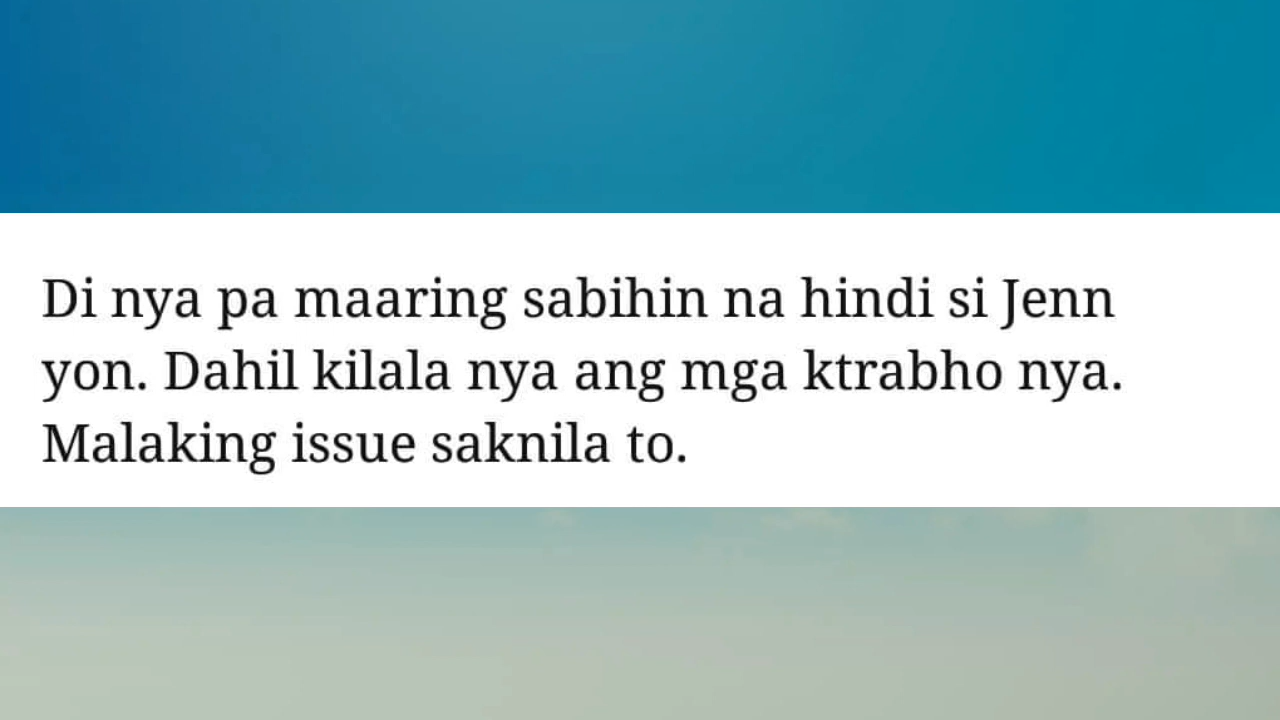 Di nya pa maaring sabihin na hindi si Jenn
yon. Dahil kilala nya ang mga ktrabho nya.
Malaking issue saknila to.